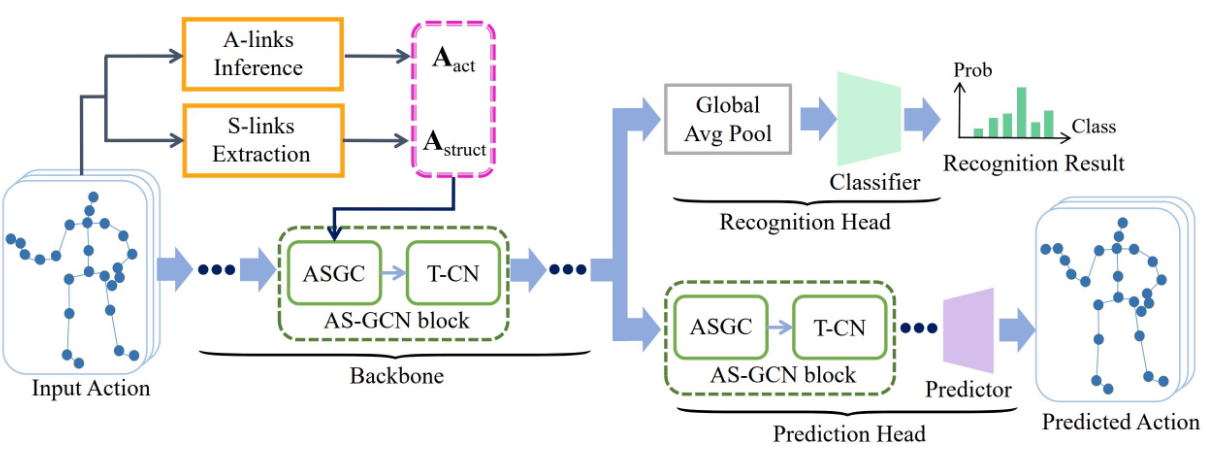 A-links
Inference
S-links
Extraction
A_act
A_struct
Input Action
ASGC
T-CN
AS-GCN block
Backbone
Global
Avg Pool
Classifier
Prob
Class
Recognition Result
Recognition Head
ASGC
T-CN
AS-GCN block
Predictor
Prediction Head
Predicted Action